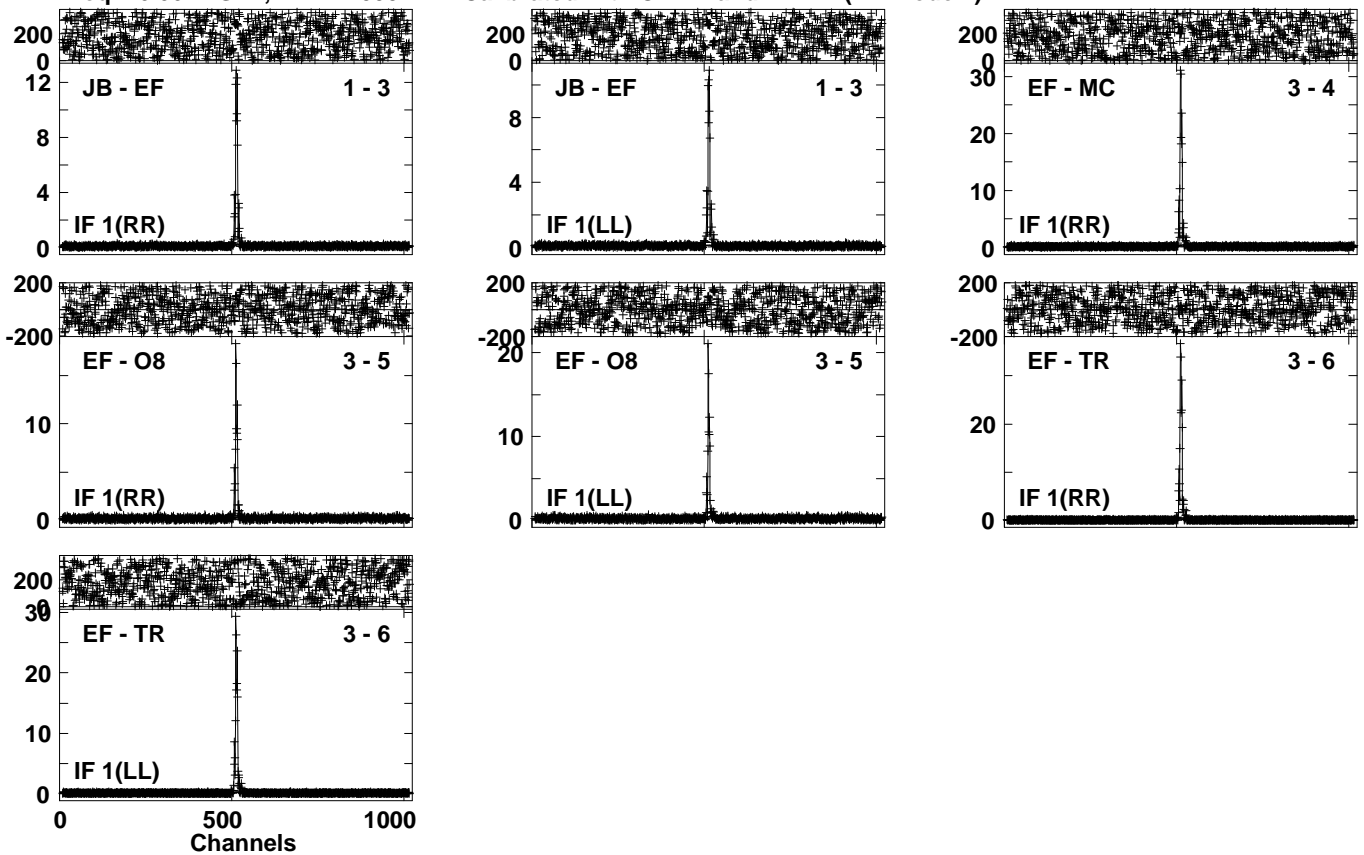 200 200 200
0 0 0
12 8 30
JB - EF 1 - 3 JB - EF 1 - 3 EF - MC 3 - 4
8 4 20
4 0 10
IF 1(RR) IF 1(LL) IF 1(RR)
0 0
200 200 200
-200 -200 -200
EF - O8 3 - 5 EF - O8 3 - 5 EF - TR 3 - 6
10 20 20
0 10 0
0
IF 1(RR) IF 1(LL) IF 1(RR)
200
0
30
EF - TR 3 - 6
20
10
IF 1(LL)
0
0 500 1000
Channels